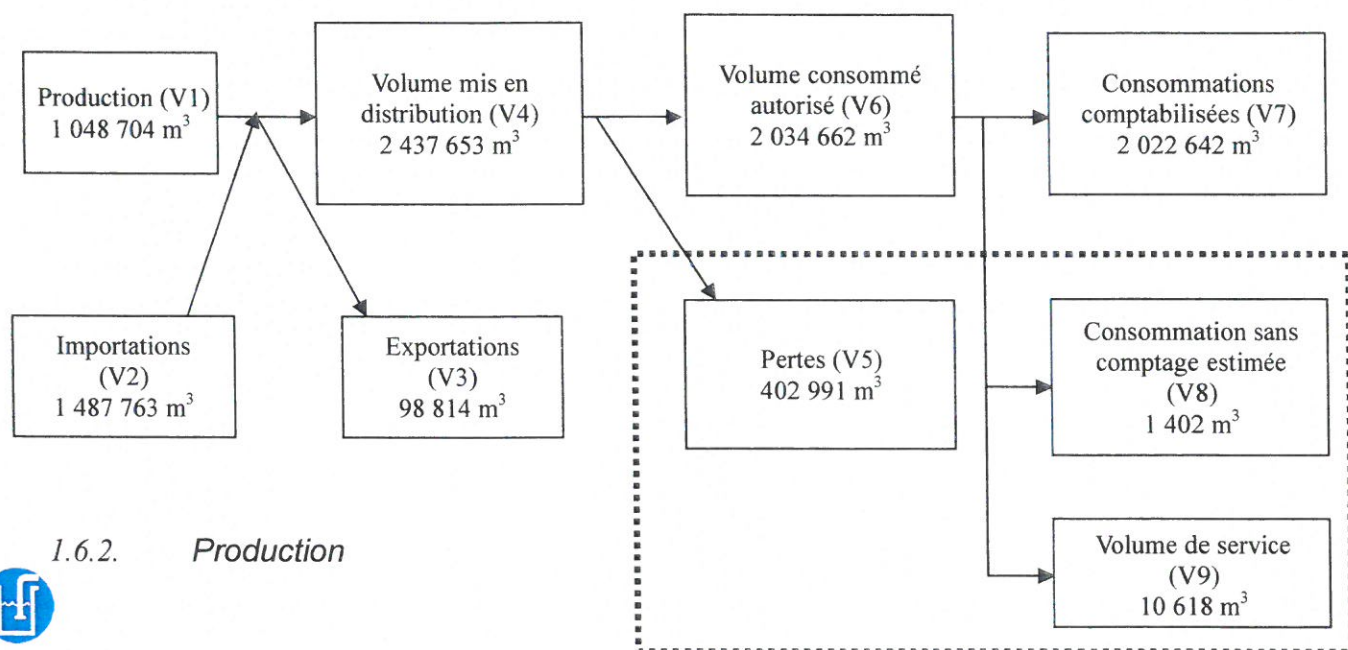 Production (V1)
1 048 704 m³
Volume mis en
distribution (V4)
2 437 653 m³
Volume consommé
autorisé (V6)
2 034 662 m³
Consommations
comptabilisées (V7)
2 022 642 m³
Importations
(V2)
1 487 763 m³
Exportations
(V3)
98 814 m³
Pertes (V5)
402 991 m³
Consommation sans
comptage estimée
(V8)
1 402 m³
Volume de service
(V9)
10 618 m³
1.6.2. Production